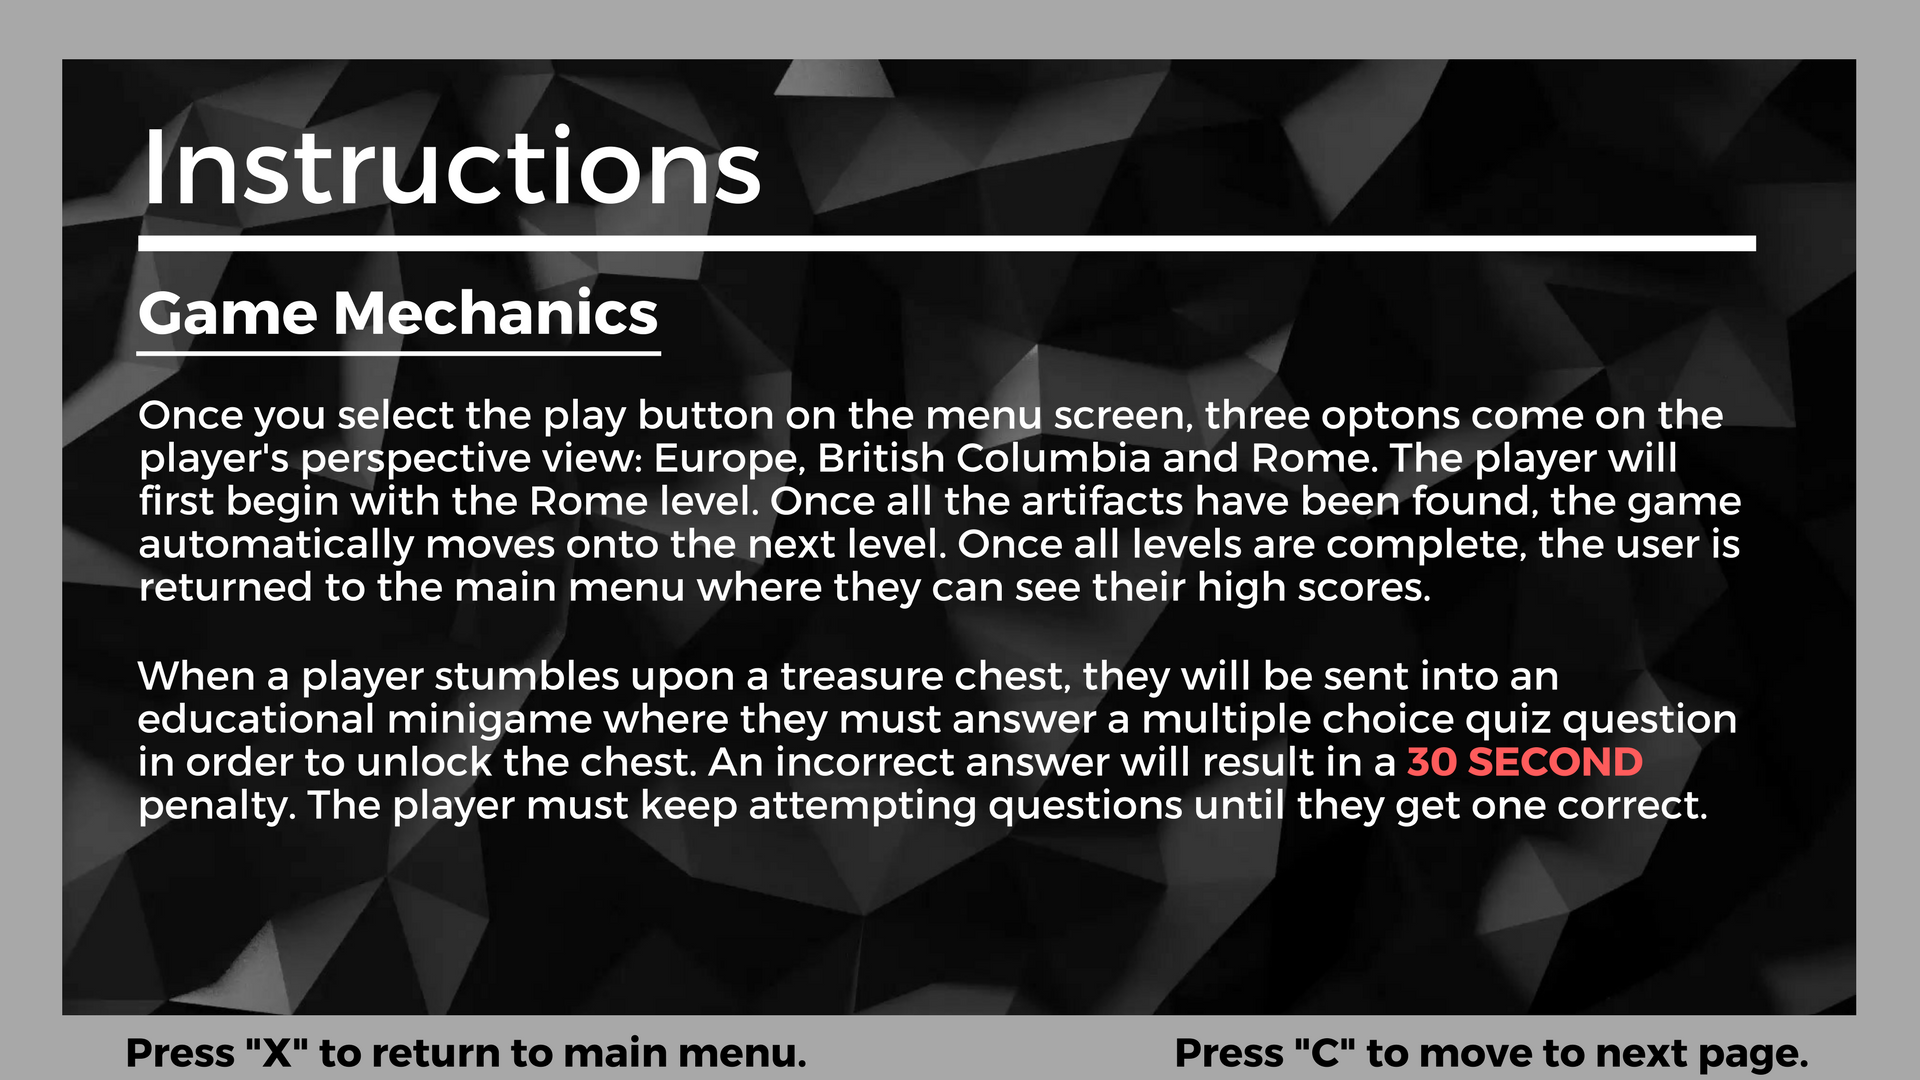 Instructions
Game Mechanics
Once you select the play button on the menu screen, three optons come on the
player's perspective view: Europe, British Columbia and Rome. The player will
first begin with the Rome level. Once all the artifacts have been found, the game
automatically moves onto the next level. Once all levels are complete, the user is
returned to the main menu where they can see their high scores.
When a player stumbles upon a treasure chest, they will be sent into an
educational minigame where they must answer a multiple choice quiz question
in order to unlock the chest. An incorrect answer will result in a 30 SECOND
penalty. The player must keep attempting questions until they get one correct.
Press "X" to return to main menu.
Press "C" to move to next page.